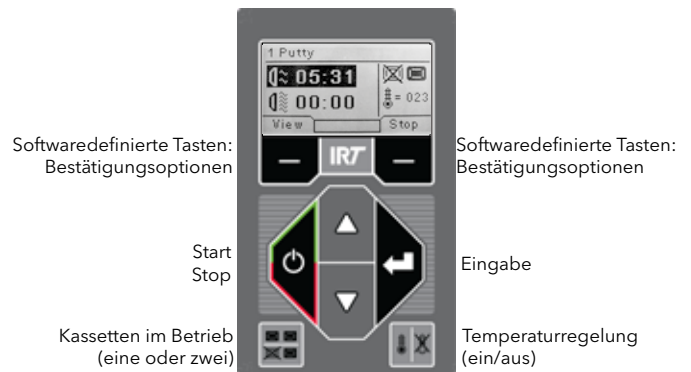 1 Putty
05:31
00:00
= 023
View Stop
Softwaredefinierte Tasten:
Bestätigungsoptionen
IRT
Softwaredefinierte Tasten:
Bestätigungsoptionen
Start
Stop
Eingabe
Kassetten im Betrieb
(eine oder zwei)
Temperaturregelung
(ein/aus)